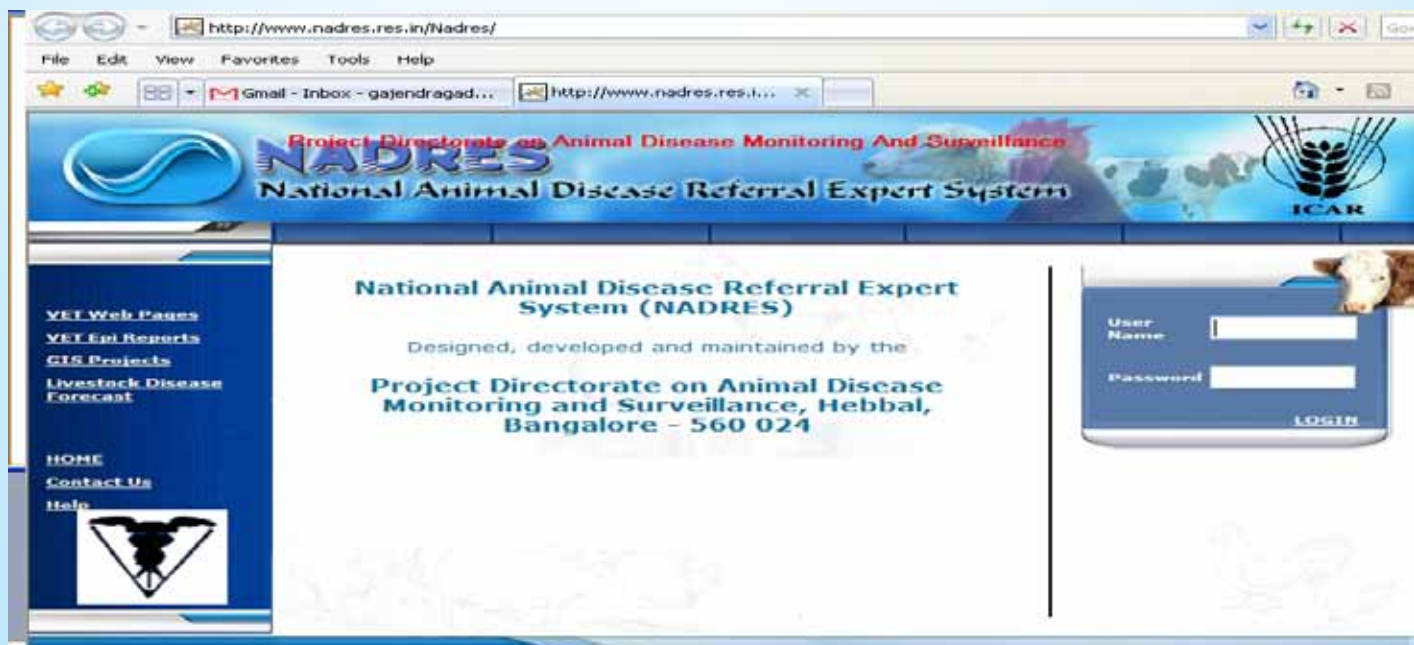 http://www.nadres.res.in/Nadres/
File Edit View Favorites Tools Help
Gmail - Inbox - gajendragad... http://www.nadres.res.i...
Project Directorate on Animal Disease Monitoring And Surveillance
NADRES
National Animal Disease Referral Expert System
ICAR
VET Web Pages
VET Epi Reports
GIS Projects
Livestock Disease
Forecast
HOME
Contact Us
Help
National Animal Disease Referral Expert
System (NADRES)
Designed, developed and maintained by the
Project Directorate on Animal Disease
Monitoring and Surveillance, Hebbal,
Bangalore - 560 024
User
Name
Password
LOGIN